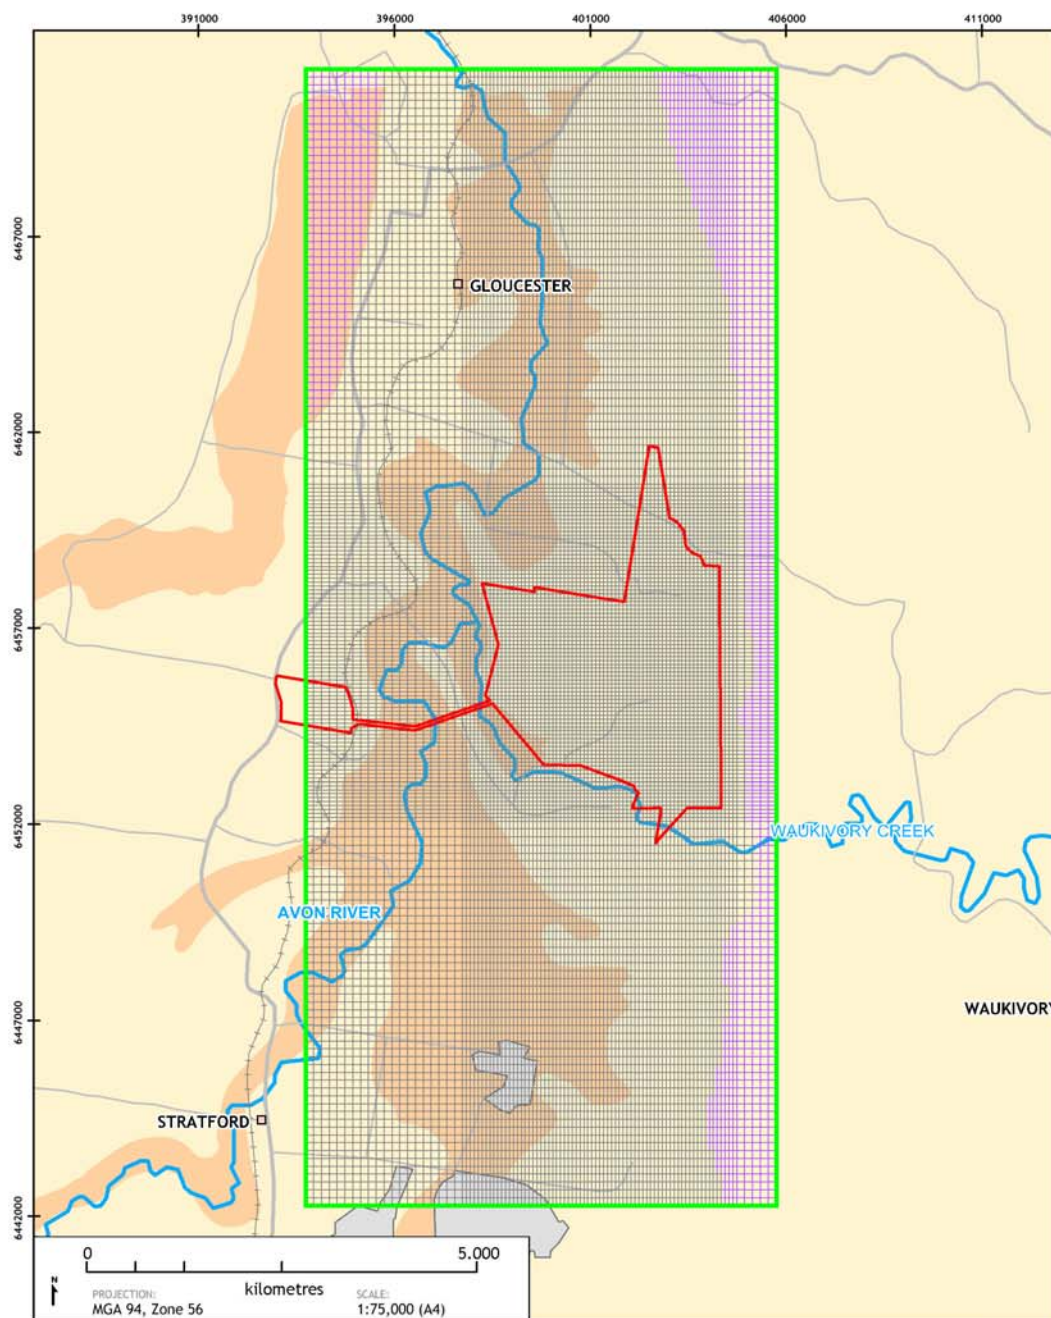 391000 396000 401000 406000 411000
6467000
GLOUCESTER
6462000
6457000
6452000
WAUKIVORY CREEK
AVON RIVER
6447000
WAUKIVORY
STRATFORD
6442000
0 5.000
kilometres
N
PROJECTION: SCALE:
MGA 94, Zone 56 1:75,000 (A4)